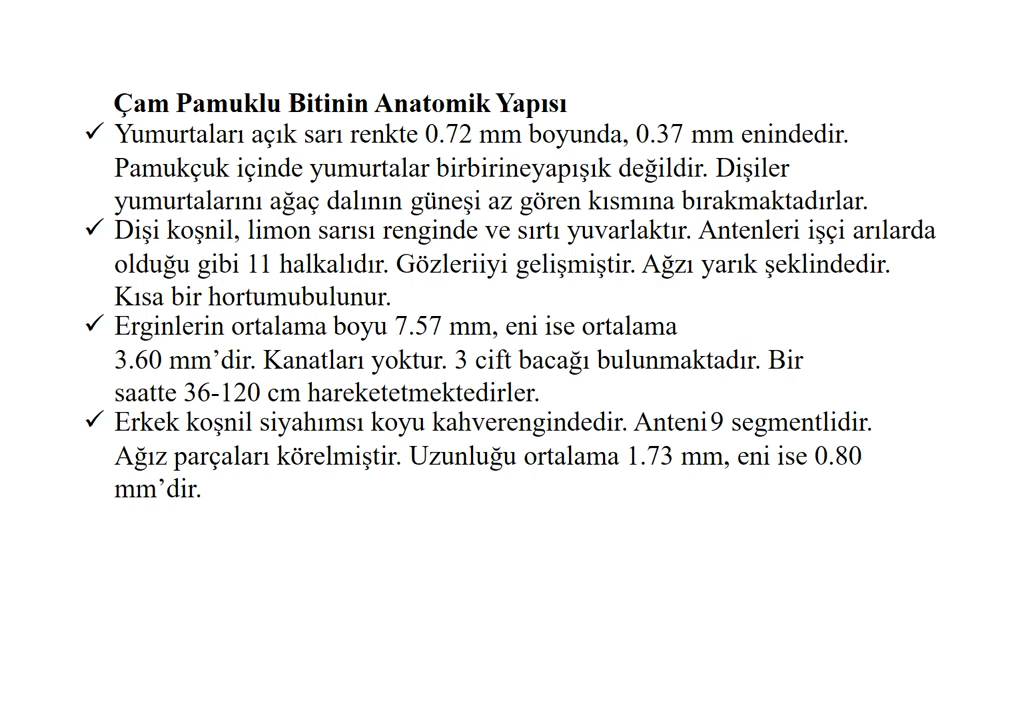 Çam Pamuklu Bitinin Anatomik Yapısı
✓ Yumurtaları açık sarı renkte 0.72 mm boyunda, 0.37 mm enindedir.
Pamukçuk içinde yumurtalar birbirineyapışık değildir. Dişiler
yumurtalarını ağaç dalının güneşi az gören kısmına bırakmaktadırlar.
✓ Dişi koşnil, limon sarısı renginde ve sırtı yuvarlaktır. Antenleri işçi arılarda
olduğu gibi 11 halkalıdır. Gözleriiyi gelişmiştir. Ağzı yarık şeklindedir.
Kısa bir hortumubulunur.
✓ Erginlerin ortalama boyu 7.57 mm, eni ise ortalama
3.60 mm’dir. Kanatları yoktur. 3 cift bacağı bulunmaktadır. Bir
saatte 36-120 cm hareketetmektedirler.
✓ Erkek koşnil siyahımsı koyu kahverengindedir. Anteni 9 segmentlidir.
Ağız parçaları körelmiştir. Uzunluğu ortalama 1.73 mm, eni ise 0.80
mm’dir.